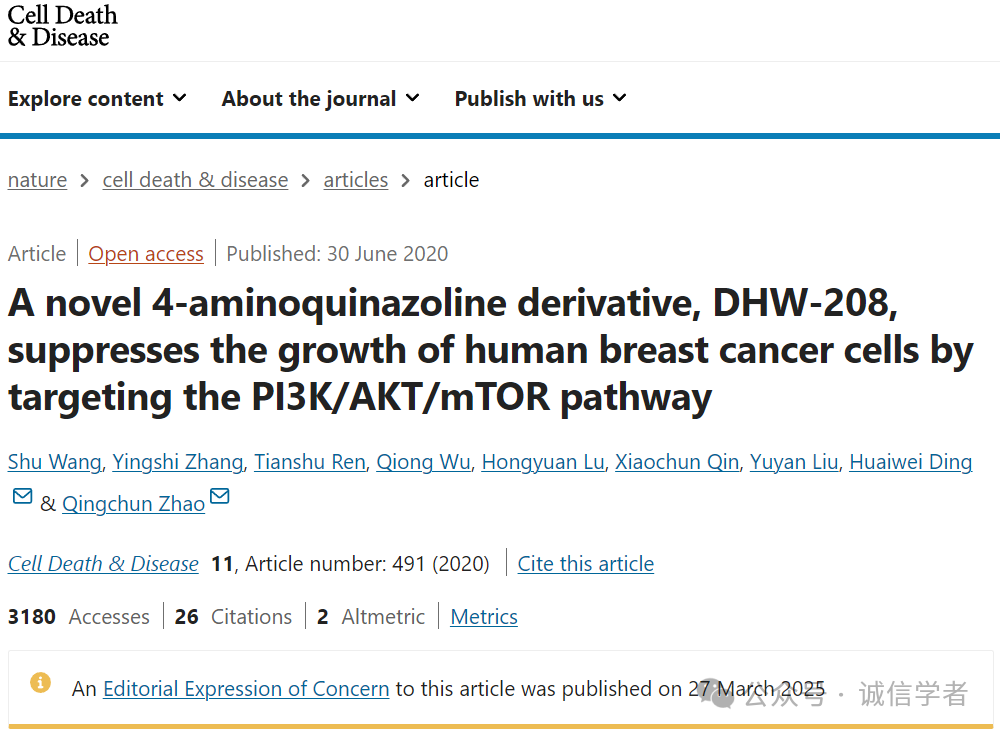 Cell Death
& Disease
Explore content
About the journal
Publish with us
nature > cell death & disease > articles > article
Article | Open access | Published: 30 June 2020
A novel 4-aminoquinazoline derivative, DHW-208,
suppresses the growth of human breast cancer cells by
targeting the PI3K/AKT/mTOR pathway
Shu Wang, Yingshi Zhang, Tianshu Ren, Qiong Wu, Hongyuan Lu, Xiaochun Qin, Yuyan Liu, Huaiwei Ding
& Qingchun Zhao
Cell Death & Disease 11, Article number: 491 (2020) | Cite this article
3180 Accesses | 26 Citations | 2 Altmetric | Metrics
An Editorial Expression of Concern to this article was published on 27 March 2025
公众号 · 诚信学者